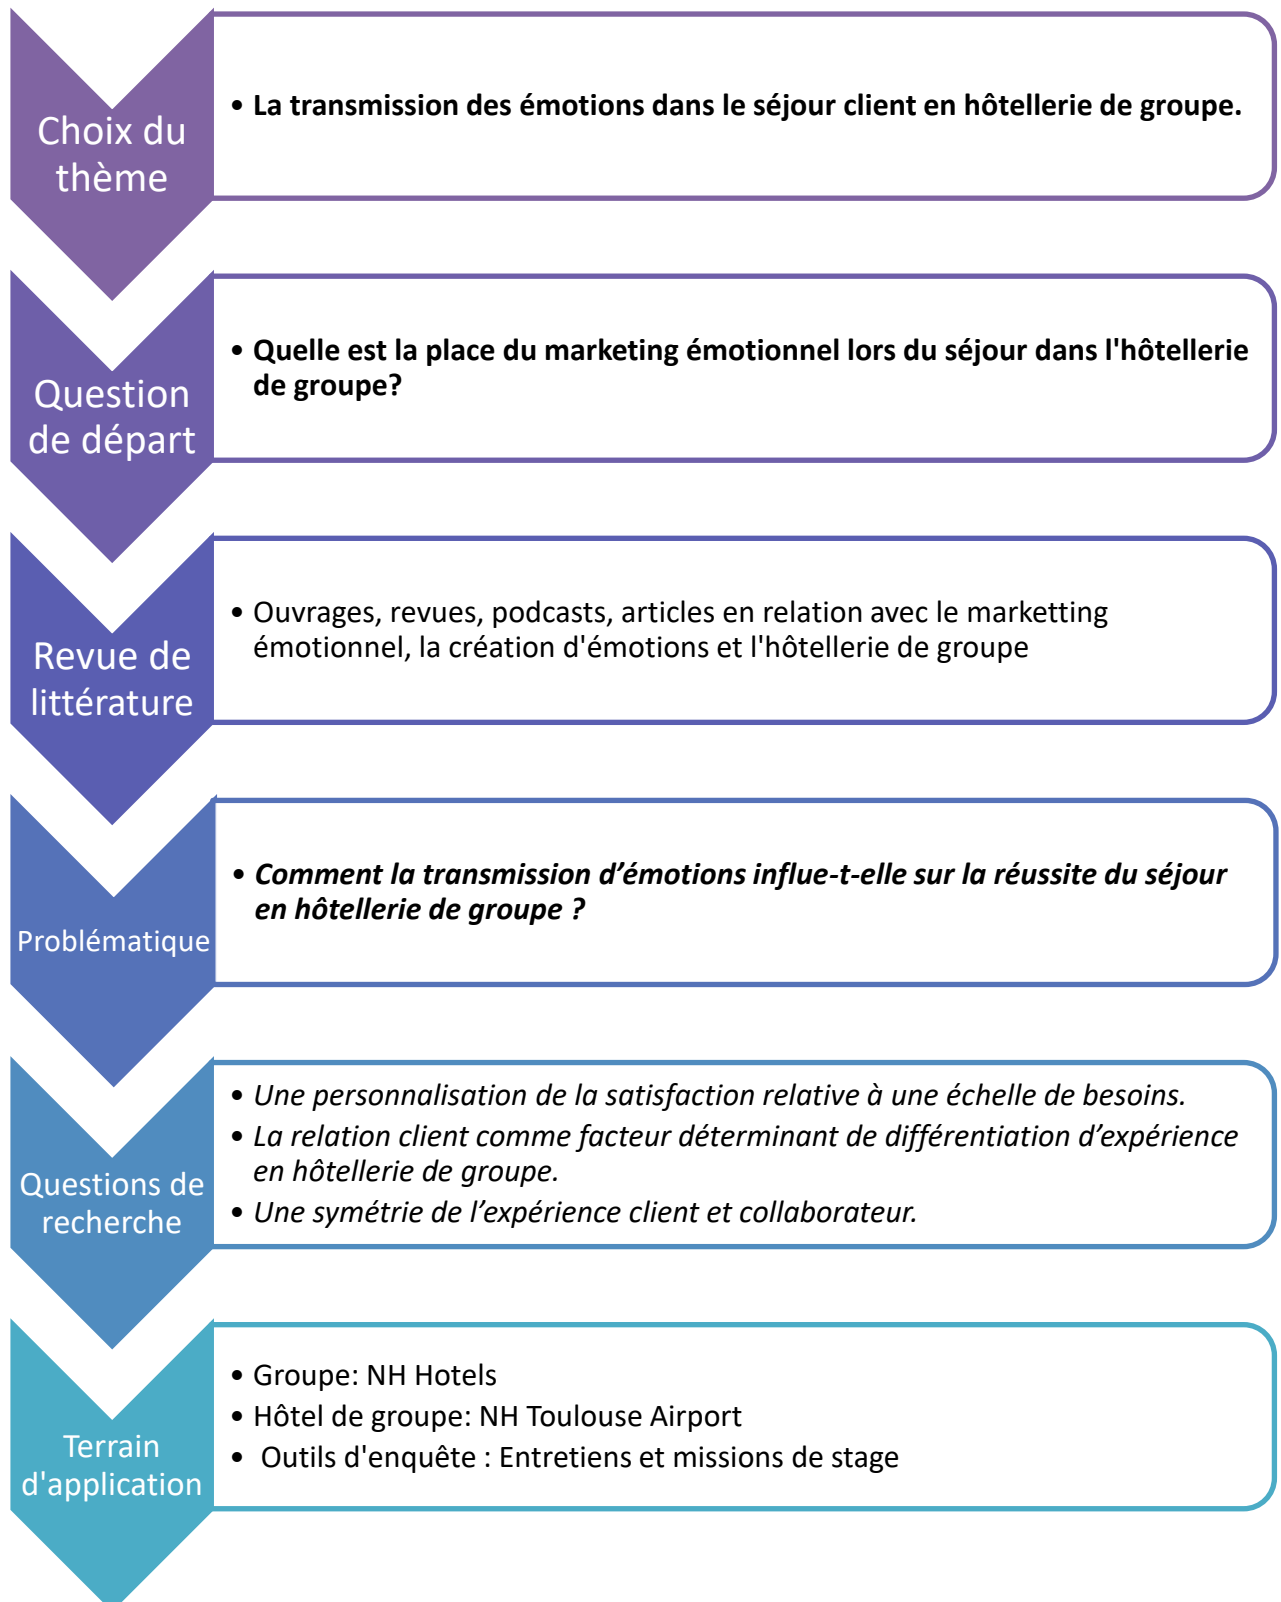 Choix du
thème
• La transmission des émotions dans le séjour client en hôtellerie de groupe.
Question
de départ
• Quelle est la place du marketing émotionnel lors du séjour dans l'hôtellerie
de groupe?
Revue de
littérature
• Ouvrages, revues, podcasts, articles en relation avec le marketting
émotionnel, la création d'émotions et l'hôtellerie de groupe
Problématique
• Comment la transmission d’émotions influe-t-elle sur la réussite du séjour
en hôtellerie de groupe ?
Questions de
recherche
• Une personnalisation de la satisfaction relative à une échelle de besoins.
• La relation client comme facteur déterminant de différentiation d’expérience
en hôtellerie de groupe.
• Une symétrie de l’expérience client et collaborateur.
Terrain
d'application
• Groupe: NH Hotels
• Hôtel de groupe: NH Toulouse Airport
• Outils d'enquête : Entretiens et missions de stage